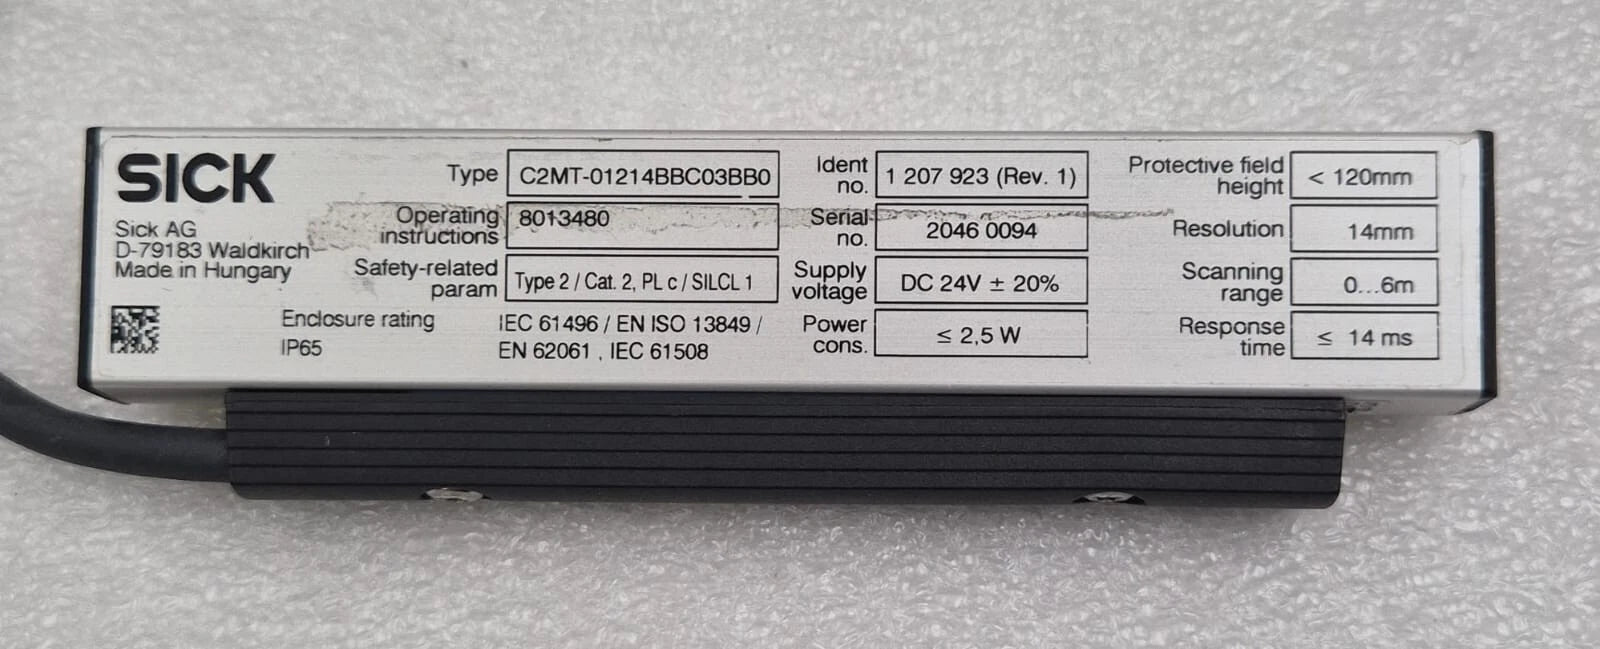 SICK
Sick AG
D-79183 Waldkirch
Made in Hungary
Type C2MT-01214BBC03BB0
Operating instructions 8013480
Safety-related param Type 2 / Cat. 2, PL c / SILCL 1
Enclosure rating
IP65
IEC 61496 / EN ISO 13849 /
EN 62061 , IEC 61508
Ident no. 1 207 923 (Rev. 1)
Serial no. 2046 0094
Supply voltage DC 24V ± 20%
Power cons. ≤ 2,5 W
Protective field height < 120mm
Resolution 14mm
Scanning range 0...6m
Response time ≤ 14 ms